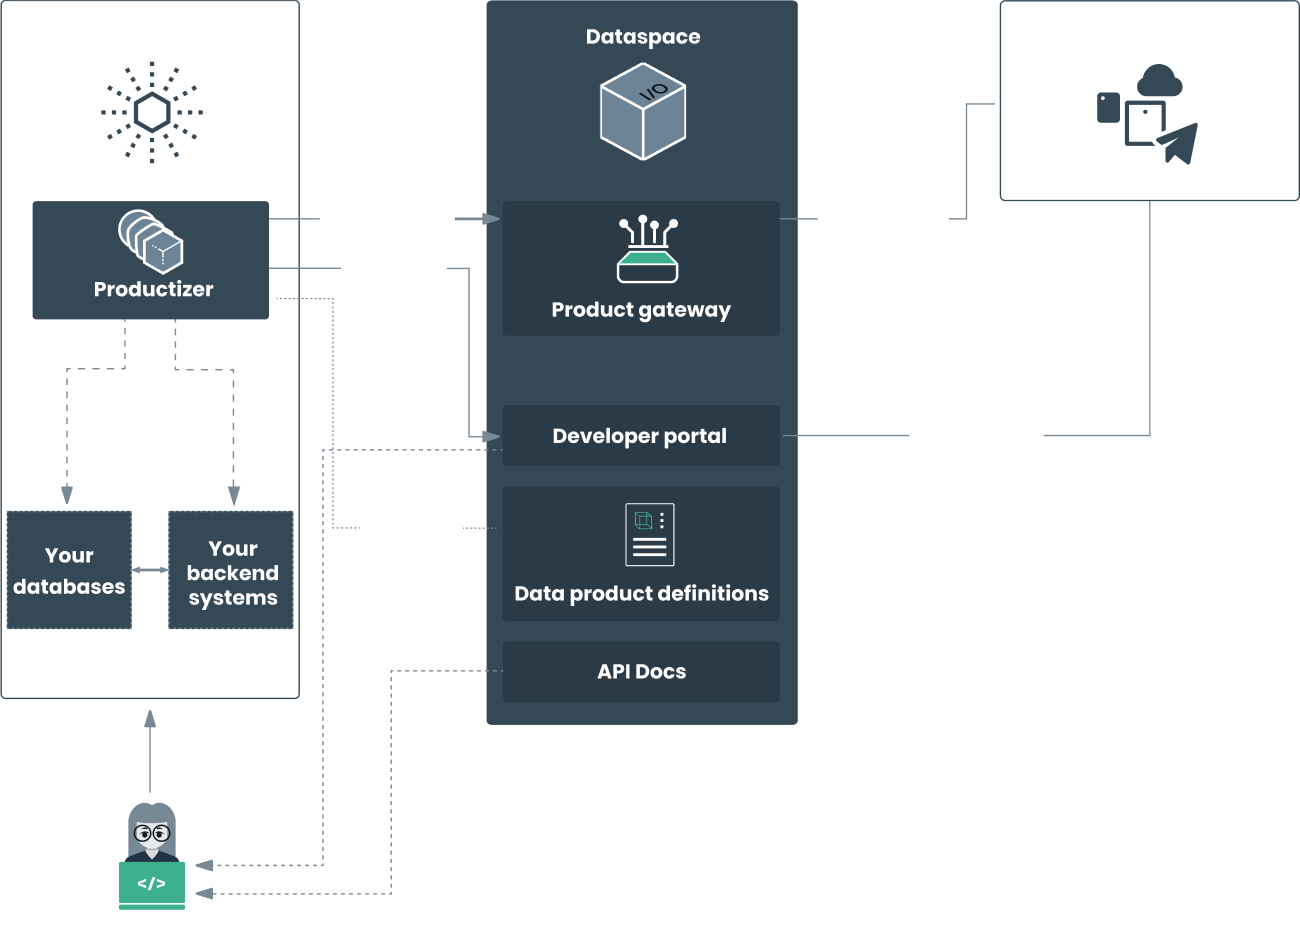 Dataspace
I/O
Productizer
Product gateway
Developer portal
Your
databases
Your
backend
systems
Data product definitions
API Docs
</>